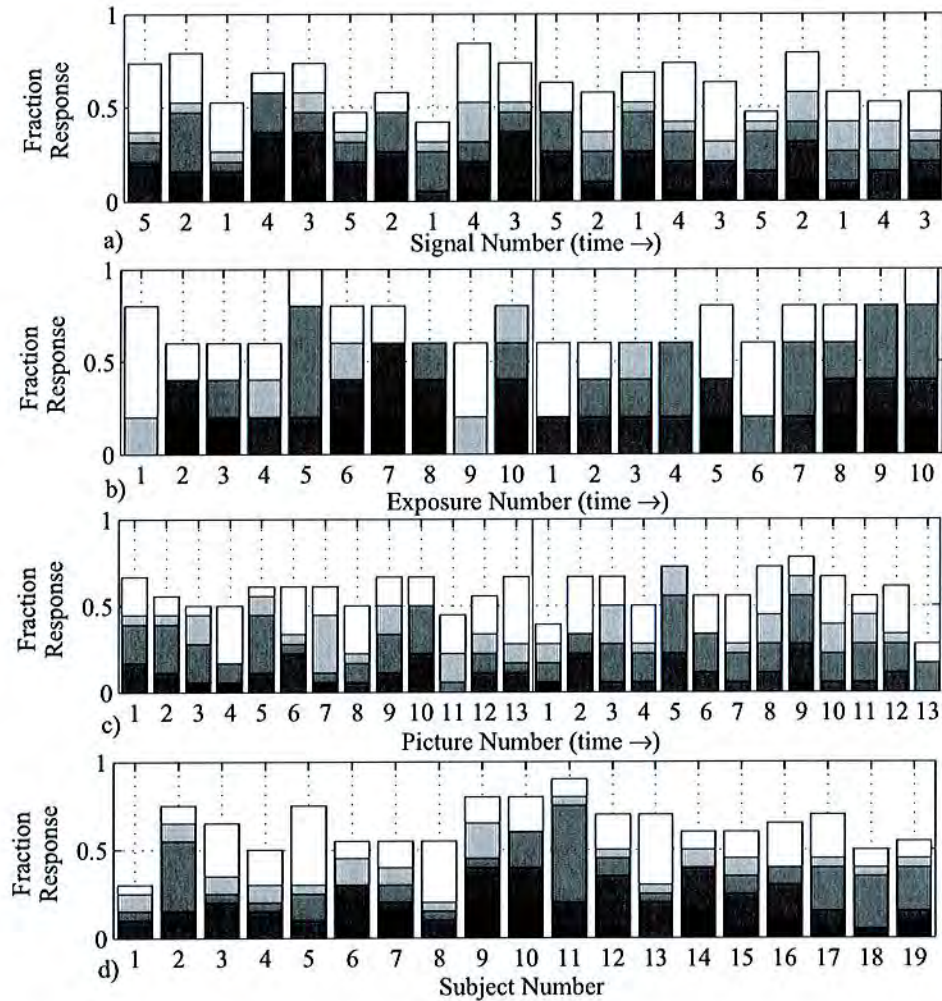 1
Fraction
Response
0.5
0
5 2 1 4 3 5 2 1 4 3 5 2 1 4 3 5 2 1 4 3
a) Signal Number (time →)
1
Fraction
Response
0.5
0
1 2 3 4 5 6 7 8 9 10 1 2 3 4 5 6 7 8 9 10
b) Exposure Number (time →)
1
Fraction
Response
0.5
0
1 2 3 4 5 6 7 8 9 10 11 12 13 1 2 3 4 5 6 7 8 9 10 11 12 13
c) Picture Number (time →)
1
Fraction
Response
0.5
0
1 2 3 4 5 6 7 8 9 10 11 12 13 14 15 16 17 18 19
d) Subject Number